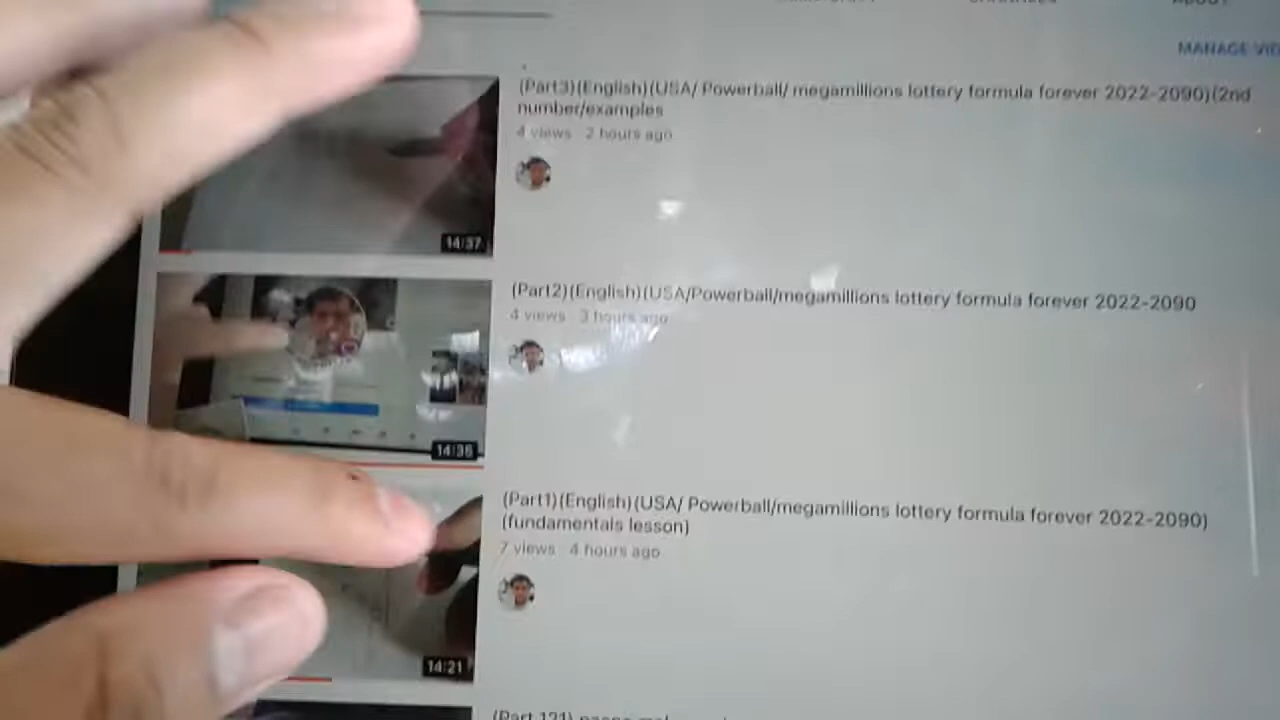 MANAGE VID
(Part3)(English)(USA/ Powerball/ megamillions lottery formula forever 2022-2090)(2nd
number/examples
4 views 2 hours ago
14:37
(Part2)(English)(USA/Powerball/megamillions lottery formula forever 2022-2090
4 views 3 hours ago
14:36
(Part1)(English)(USA/ Powerball/megamillions lottery formula forever 2022-2090)
(fundamentals lesson)
7 views 4 hours ago
14:21
(Part 121)